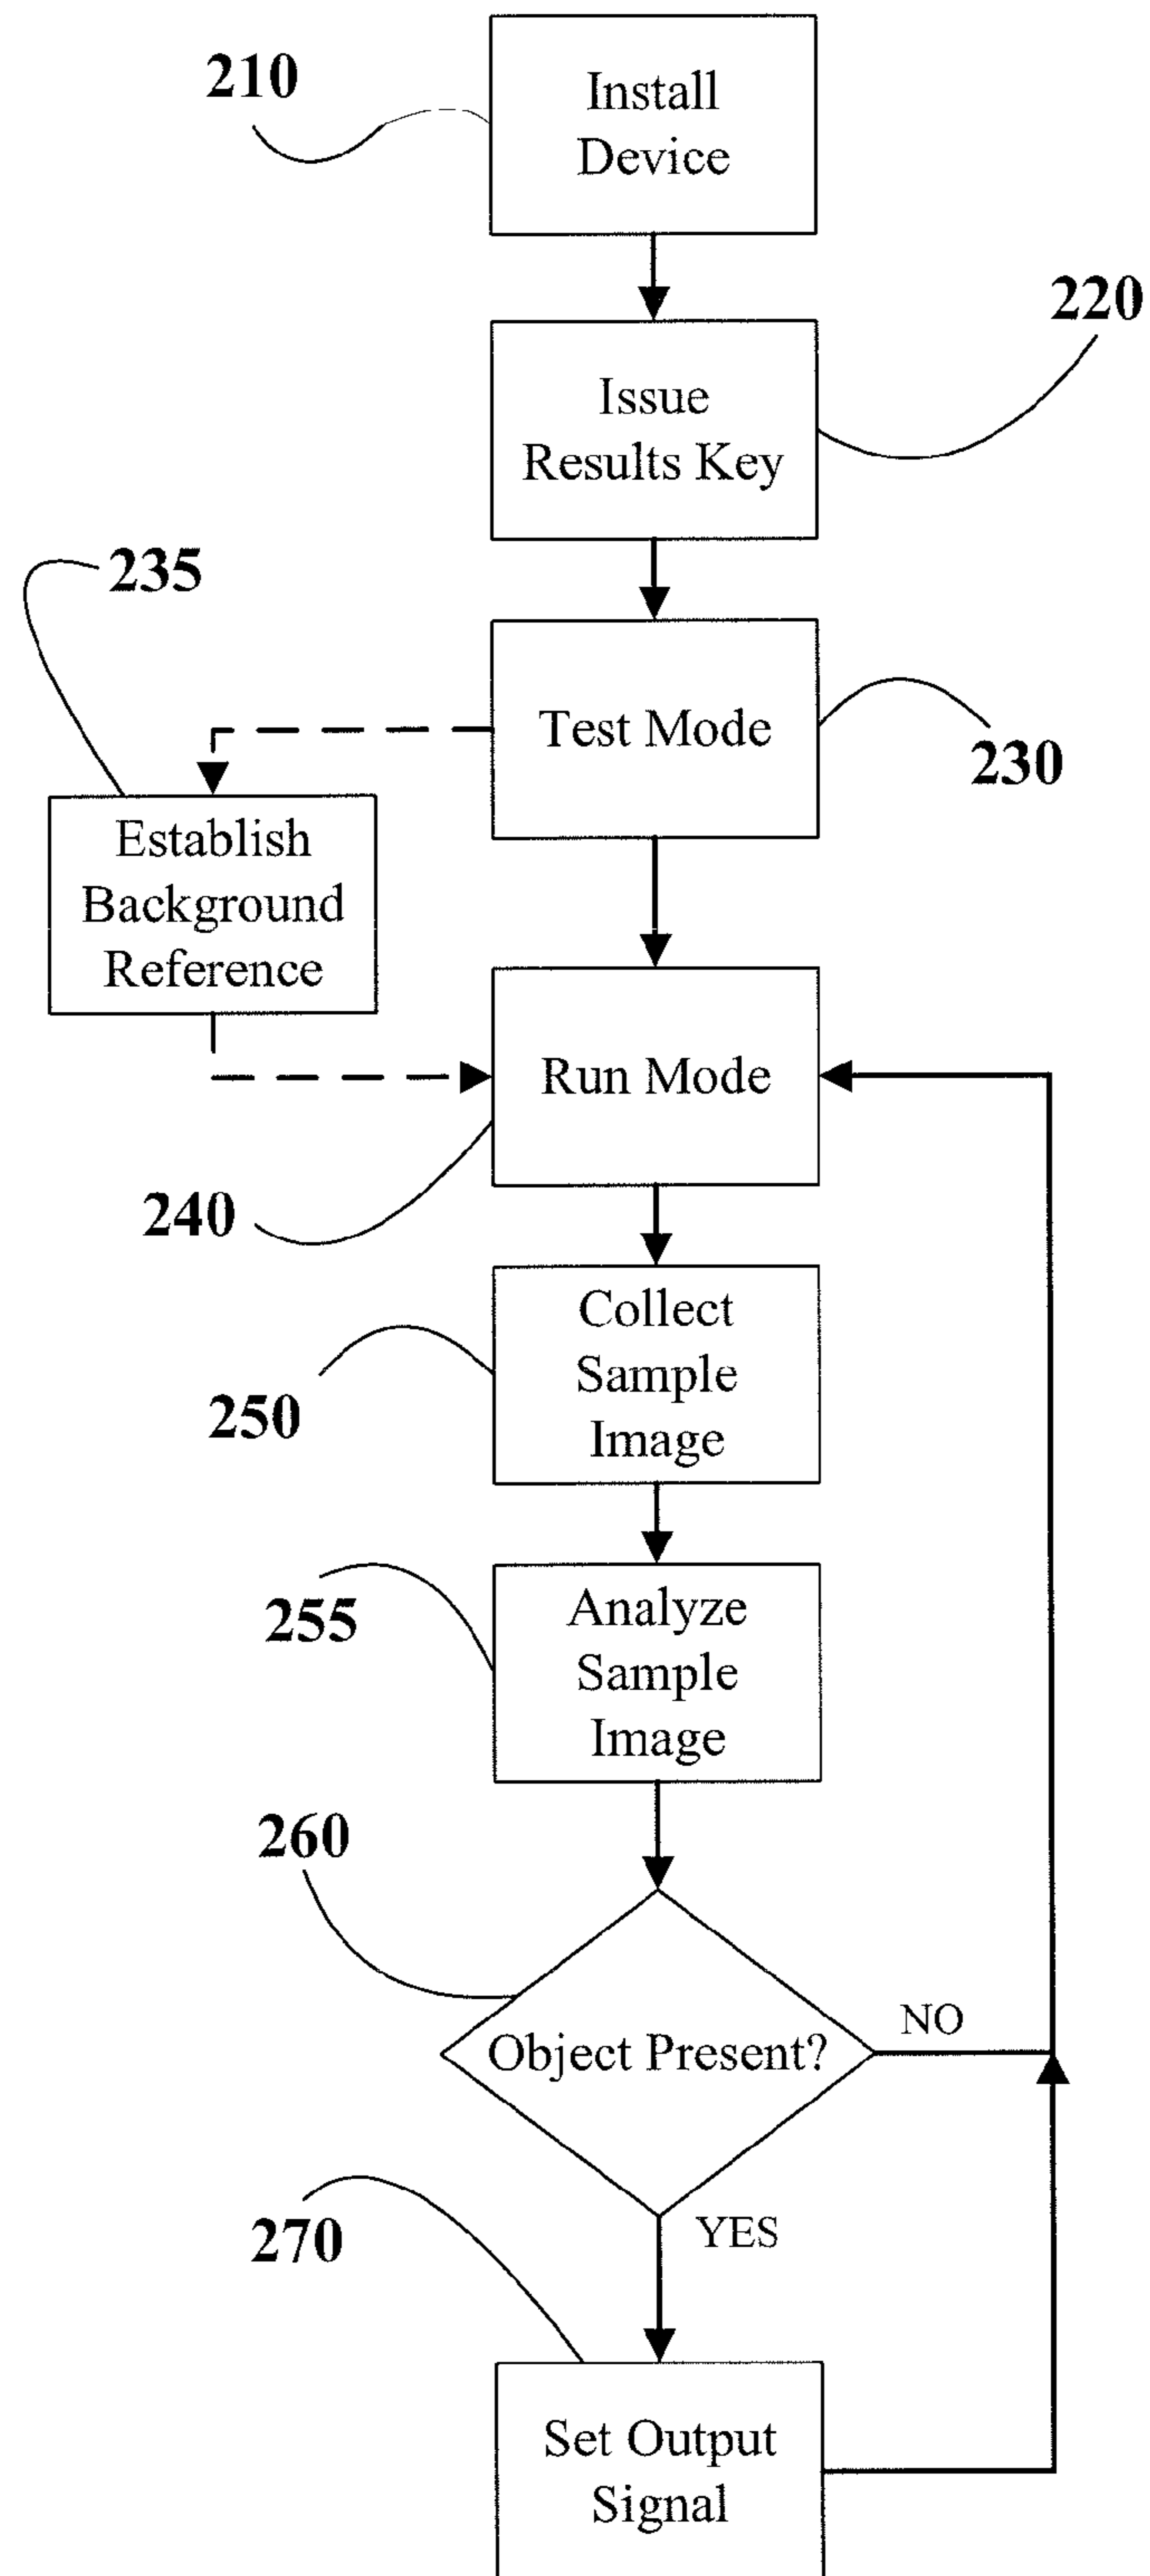 210
Install
Device
220
Issue
Results Key
235
Test Mode
230
Establish
Background
Reference
Run Mode
240
Collect
Sample
Image
250
Analyze
Sample
Image
255
260
Object Present?
NO
YES
270
Set Output
Signal